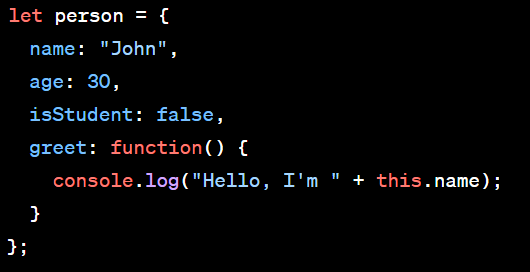 let person = {
  name: "John",
  age: 30,
  isStudent: false,
  greet: function() {
    console.log("Hello, I'm " + this.name);
  }
};